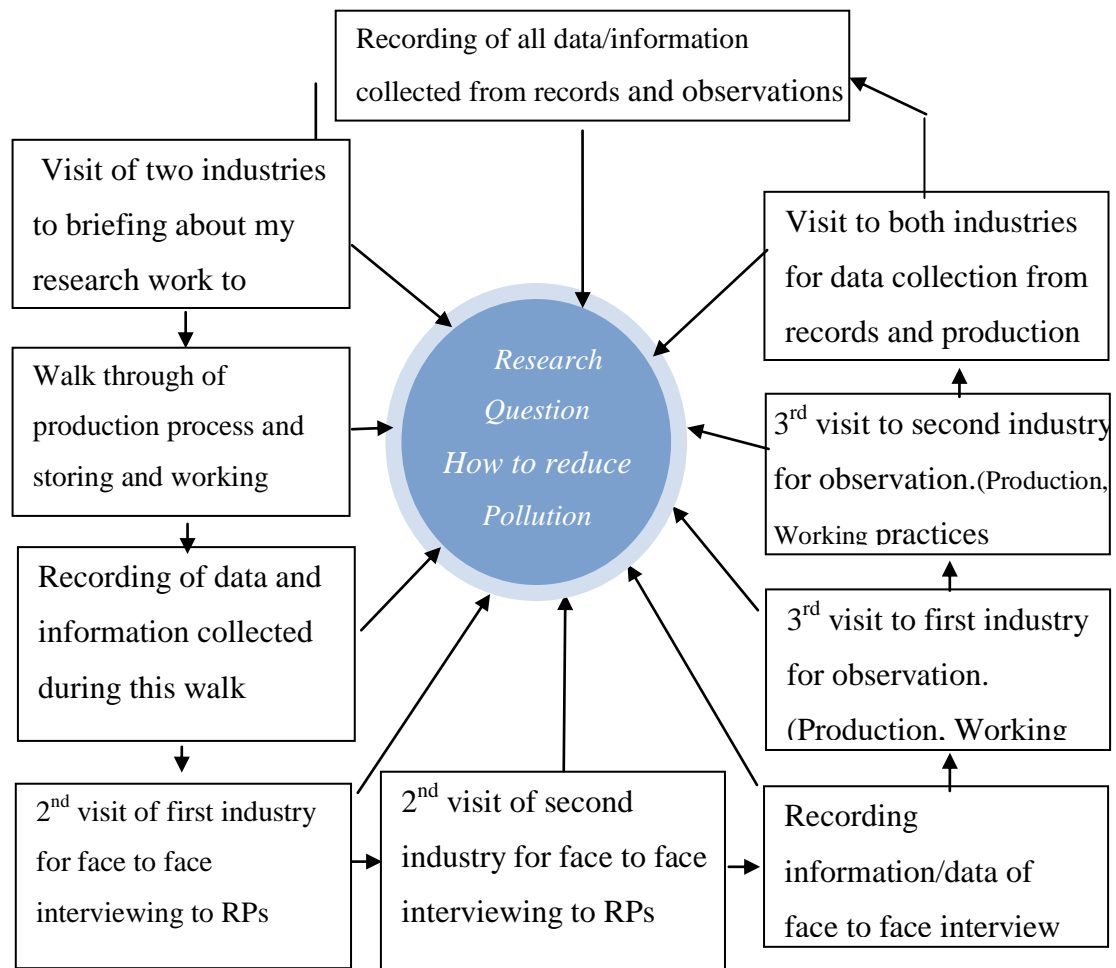 Recording of all data/information
collected from records and observations
Visit of two industries
to briefing about my
research work to
Walk through of
production process and
storing and working
Recording of data and
information collected
during this walk
2nd visit of first industry
for face to face
interviewing to RPs
2nd visit of second
industry for face to face
interviewing to RPs
Recording
information/data of
face to face interview
3rd visit to first industry
for observation.
(Production, Working
3rd visit to second industry
for observation.(Production,
Working practices
Visit to both industries
for data collection from
records and production
Research
Question
How to reduce
Pollution